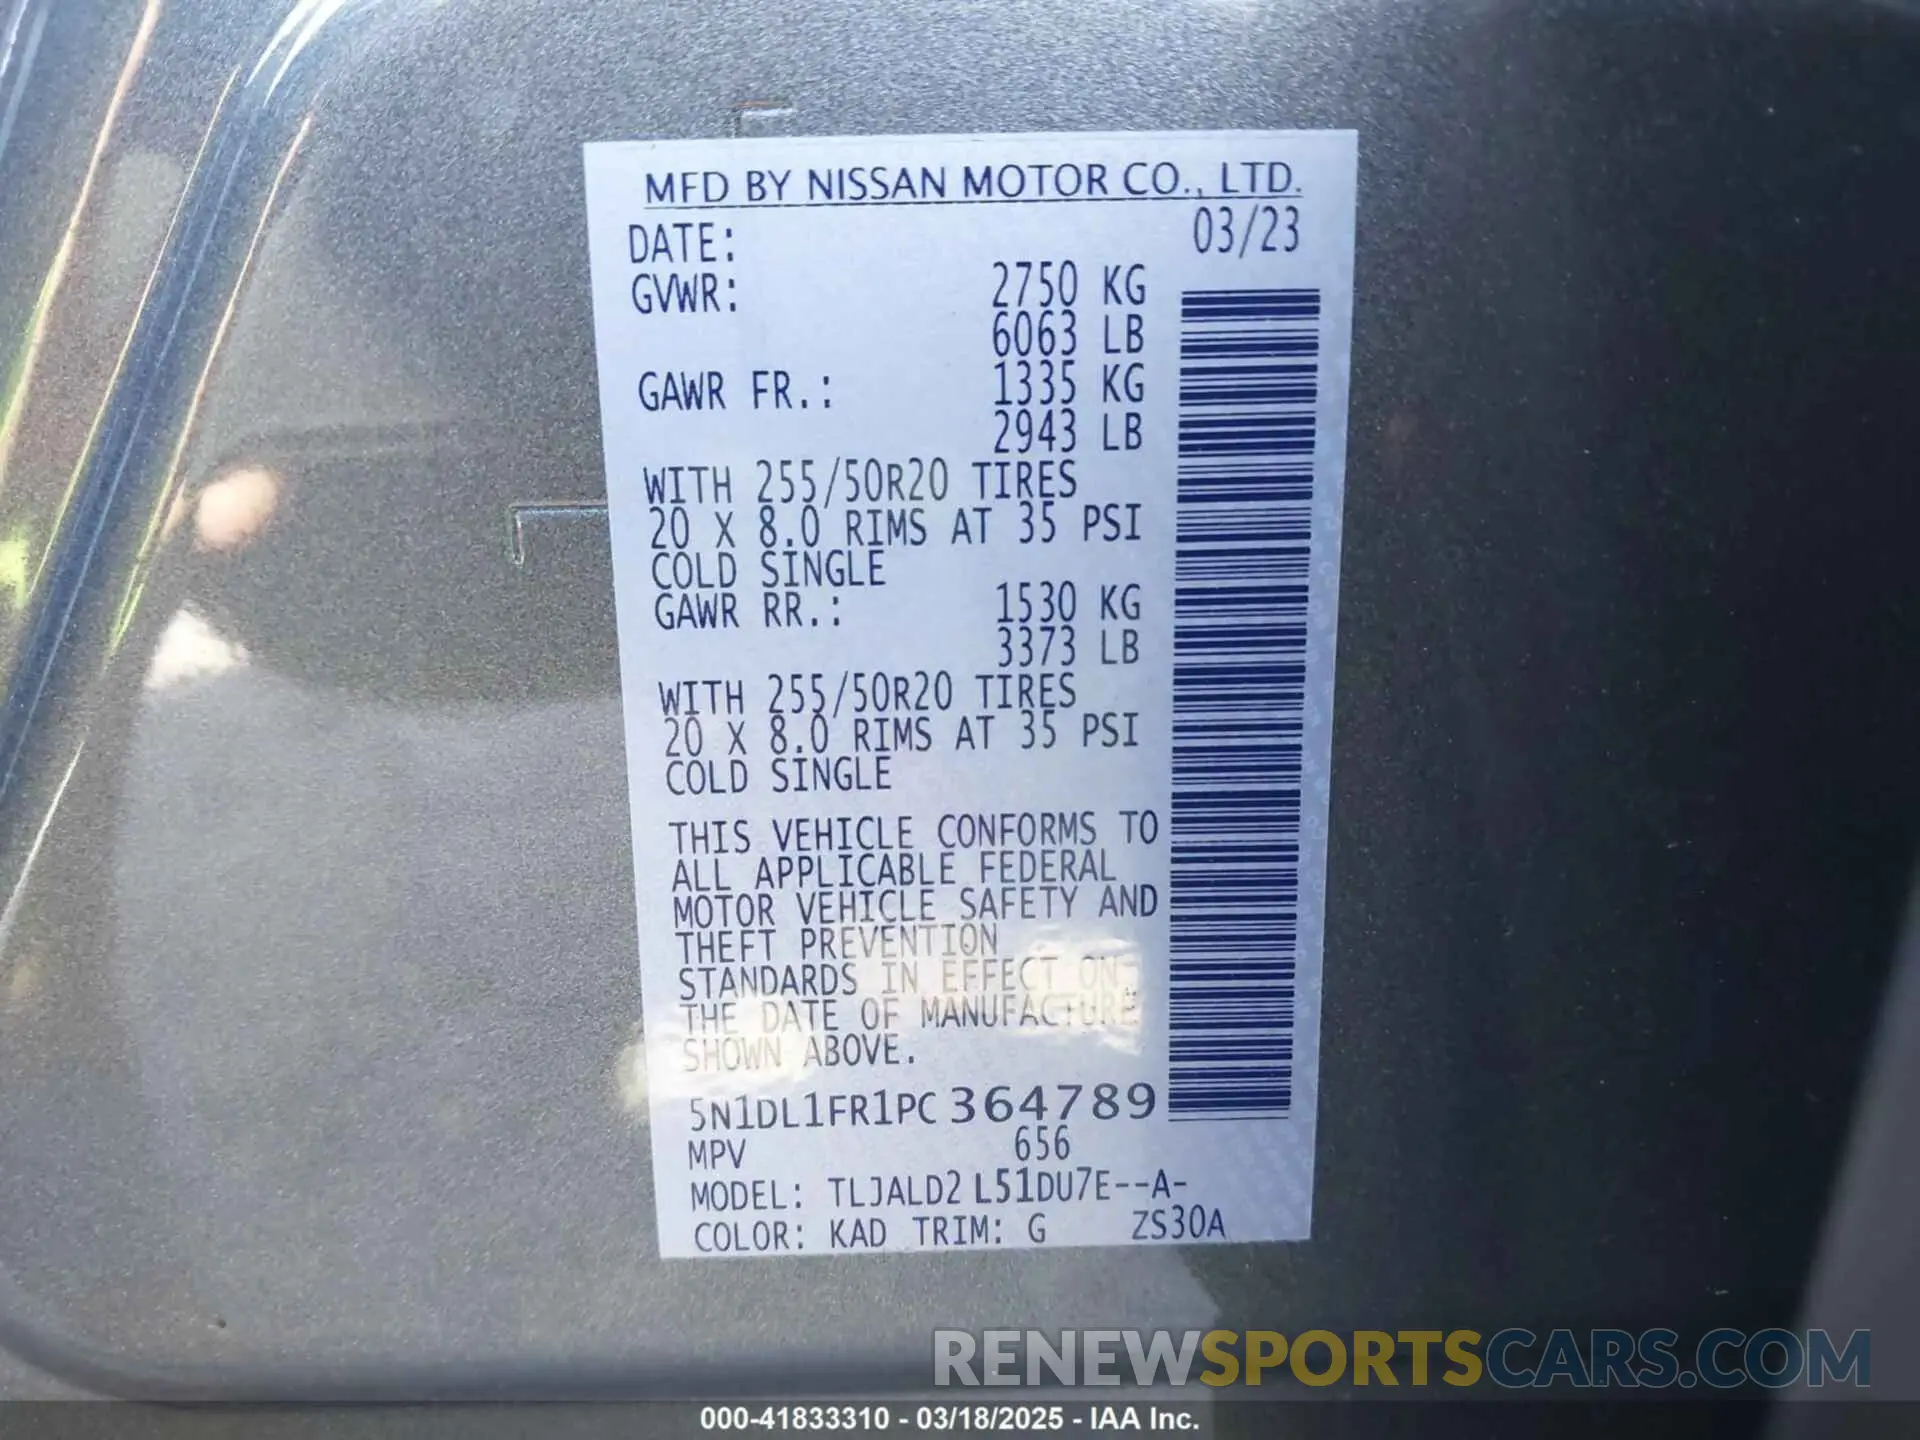 MFD BY NISSAN MOTOR CO., LTD.
DATE: 03/23
GVWR: 2750 KG
6063 LB
GAWR FR.: 1335 KG
2943 LB
WITH 255/50R20 TIRES
20 X 8.0 RIMS AT 35 PSI
COLD SINGLE
GAWR RR.: 1530 KG
3373 LB
WITH 255/50R20 TIRES
20 X 8.0 RIMS AT 35 PSI
COLD SINGLE
THIS VEHICLE CONFORMS TO
ALL APPLICABLE FEDERAL
MOTOR VEHICLE SAFETY AND
THEFT PREVENTION
STANDARDS IN EFFECT ON
THE DATE OF MANUFACTURE
SHOWN ABOVE.
5N1DL1FR1PC364789
MPV 656
MODEL: TLJALD2 L51DU7E--A-
COLOR: KAD TRIM: G ZS30A
RENEWSPORTSCARS.COM
000-41833310 - 03/18/2025 - IAA Inc.